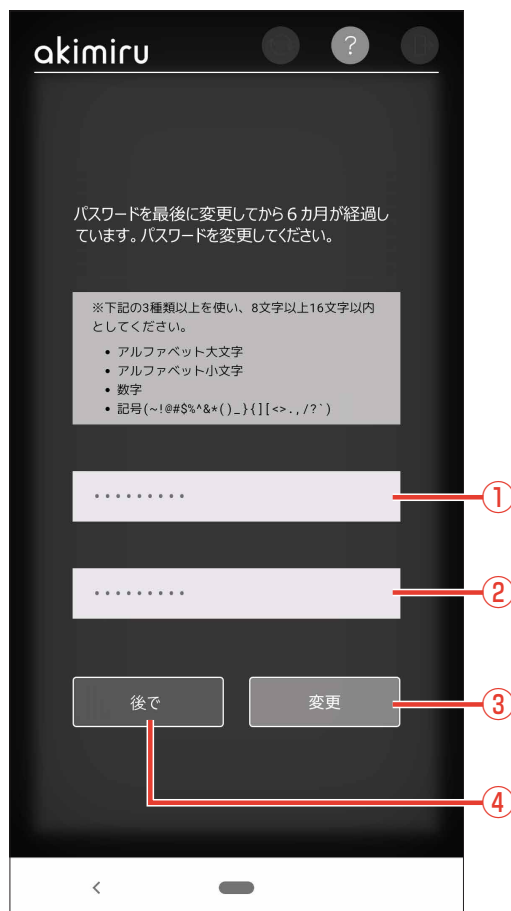 akimiru
?
パスワードを最後に変更してから6カ月が経過し
ています。パスワードを変更してください。
※下記の3種類以上を使い、8文字以上16文字以内
としてください。
• アルファベット大文字
• アルファベット小文字
• 数字
• 記号(~!@#$%^&*()_}{][<>.,/?`)
①
②
後で
変更
③
④